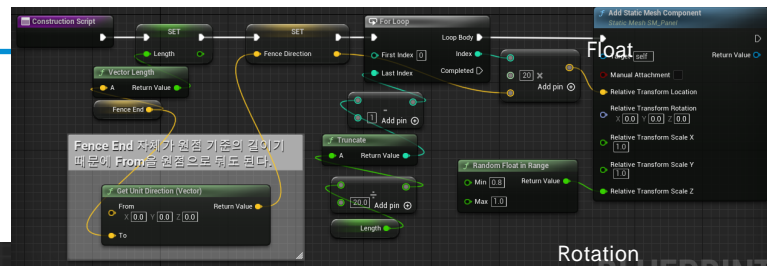 Construction Script
SET
Length
SET
Fence Direction
For Loop
Loop Body
First Index 0
Index
Last Index
Completed
20
Add pin
Add Static Mesh Component
Static Mesh SM_Panel
Float
Target self
Return Value
Manual Attachment
Relative Transform Location
Relative Transform Rotation
X 0.0 Y 0.0 Z 0.0
Relative Transform Scale X
1.0
Relative Transform Scale Y
1.0
Relative Transform Scale Z
Vector Length
A Return Value
Fence End
1
Add pin
Truncate
A Return Value
÷
20.0
Add pin
Length
Random Float in Range
Min 0.8 Return Value
Max 1.0
Fence End 자체가 원점 기준의 길이기
때문에 From을 원점으로 둬도 된다.
Get Unit Direction (Vector)
From
X 0.0 Y 0.0 Z 0.0
Return Value
To
Rotation